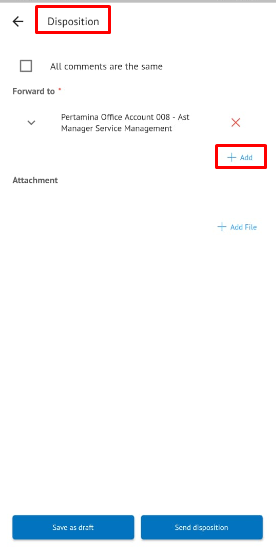 Disposition
All comments are the same
Forward to *
Pertamina Office Account 008 - Ast
Manager Service Management
+ Add
Attachment
+ Add File
Save as draft
Send disposition